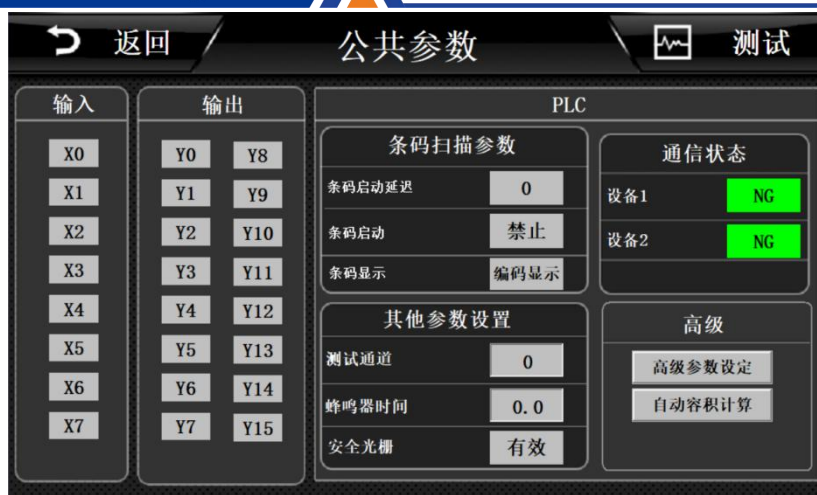 返回
公共参数
测试
输入
输出
PLC
X0
X1
X2
X3
X4
X5
X6
X7
Y0 Y8
Y1 Y9
Y2 Y10
Y3 Y11
Y4 Y12
Y5 Y13
Y6 Y14
Y7 Y15
条码扫描参数
条码启动延迟 0
条码启动 禁止
条码显示 编码显示
其他参数设置
测试通道 0
蜂鸣器时间 0.0
安全光栅 有效
通信状态
设备1 NG
设备2 NG
高级
高级参数设定
自动容积计算